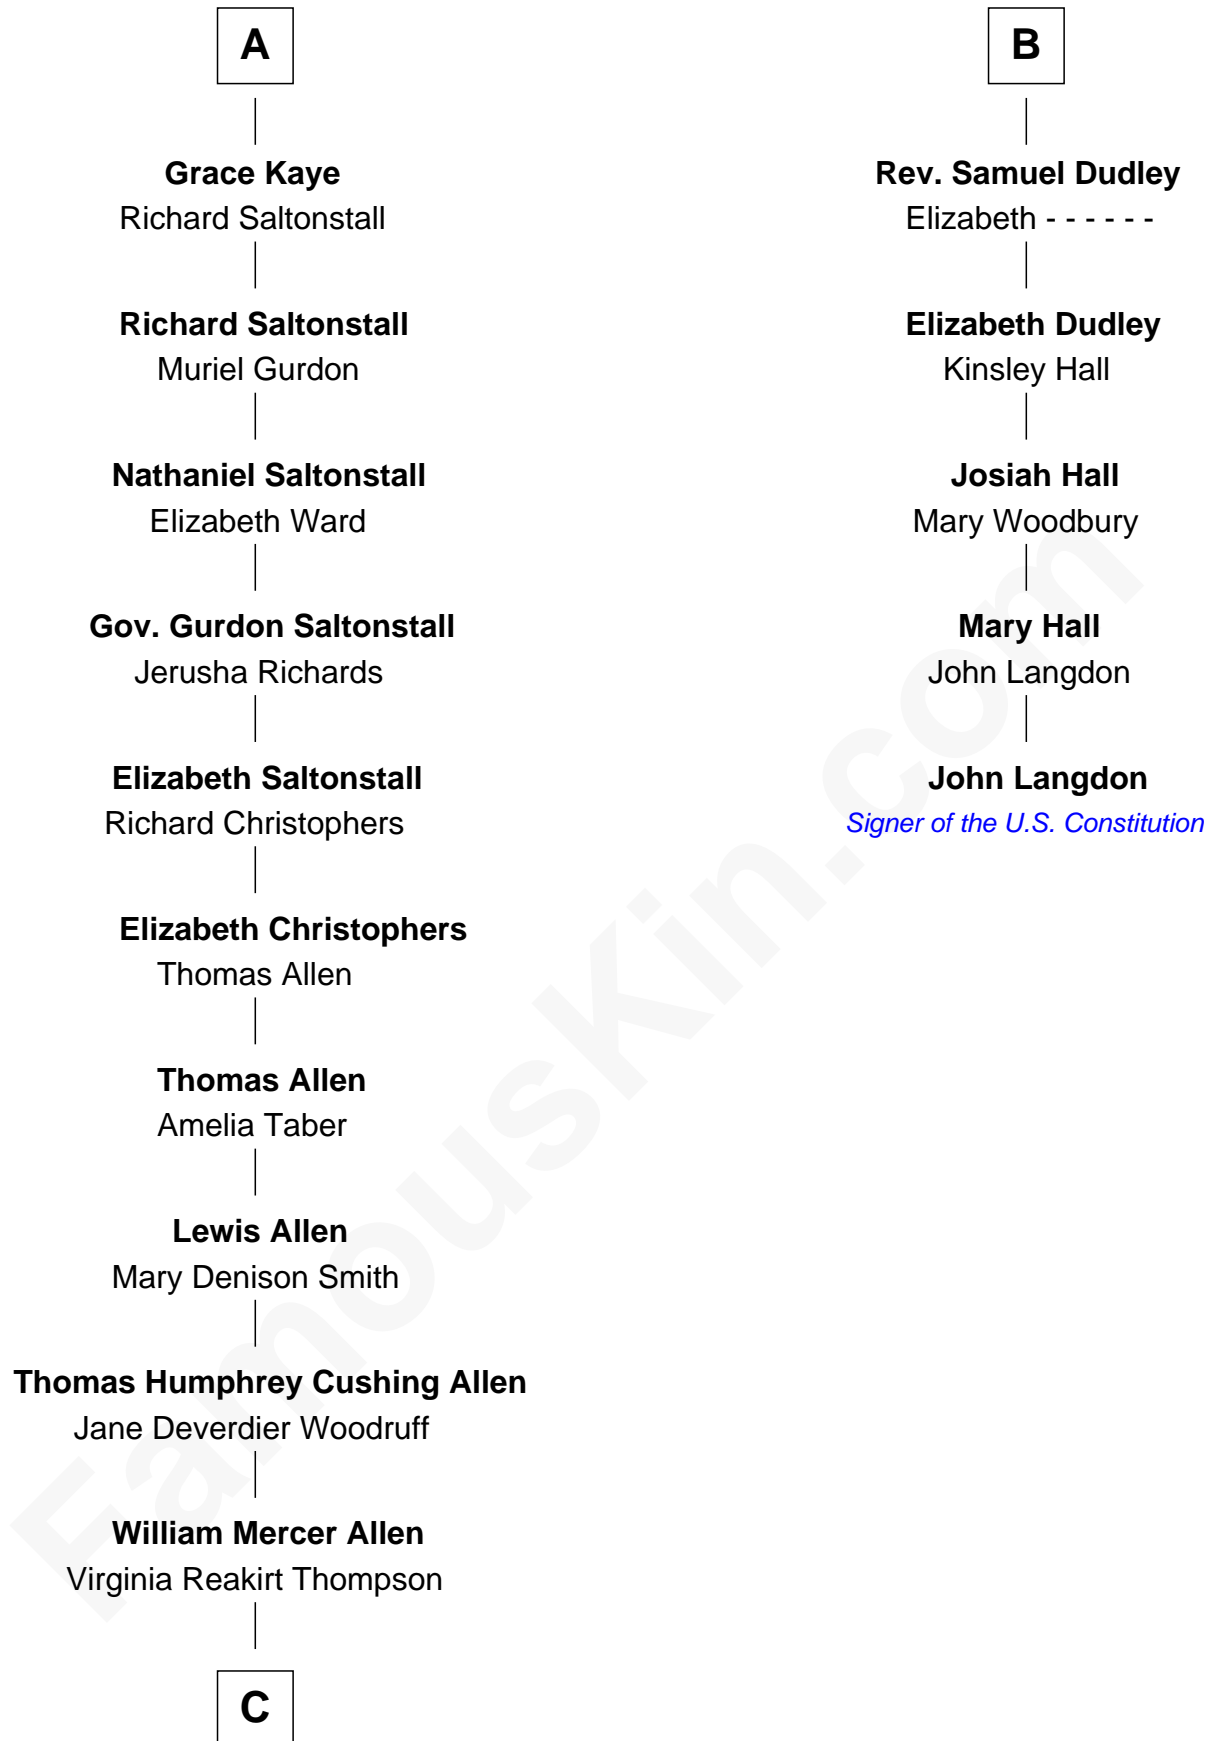 A
Grace Kaye
Richard Saltonstall
Richard Saltonstall
Muriel Gurdon
Nathaniel Saltonstall
Elizabeth Ward
Gov. Gurdon Saltonstall
Jerusha Richards
Elizabeth Saltonstall
Richard Christophers
Elizabeth Christophers
Thomas Allen
Thomas Allen
Amelia Taber
Lewis Allen
Mary Denison Smith
Thomas Humphrey Cushing Allen
Jane Deverdier Woodruff
William Mercer Allen
Virginia Reakirt Thompson
C
B
Rev. Samuel Dudley
Elizabeth - - - - - -
Elizabeth Dudley
Kinsley Hall
Josiah Hall
Mary Woodbury
Mary Hall
John Langdon
John Langdon
Signer of the U.S. Constitution
FamousKin.com